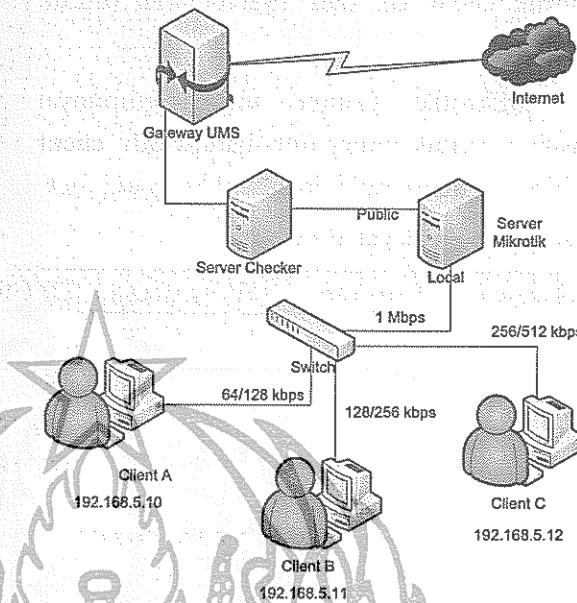 Internet
Gateway UMS
Public
Server
Mikrotik
Server Checker
Local
1 Mbps
256/512 kbps
Switch
64/128 kbps
128/256 kbps
Client A
192.168.5.10
Client C
192.168.5.12
Client B
192.168.5.11